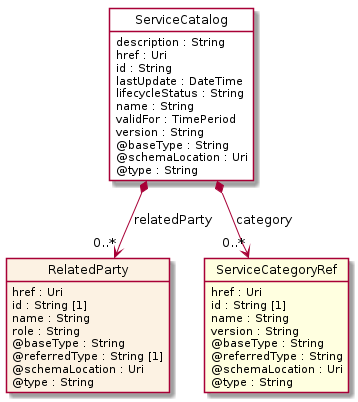 ServiceCatalog
description : String
href : Uri
id : String
lastUpdate : DateTime
lifecycleStatus : String
name : String
validFor : TimePeriod
version : String
@baseType : String
@schemaLocation : Uri
@type : String
relatedParty
category
0..*
0..*
RelatedParty
href : Uri
id : String [1]
name : String
role : String
@baseType : String
@referredType : String [1]
@schemaLocation : Uri
@type : String
ServiceCategoryRef
href : Uri
id : String [1]
name : String
version : String
@baseType : String
@referredType : String
@schemaLocation : Uri
@type : String